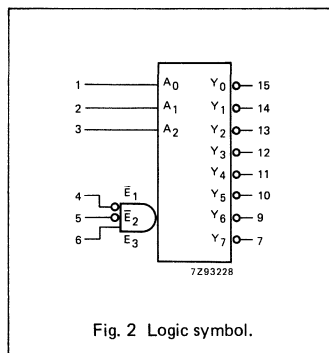 1 A0 Y0 15
2 A1 Y1 14
3 A2 Y2 13
Y3 12
Y4 11
4 Ē1 Y5 10
5 Ē2 Y6 9
6 E3 Y7 7
7Z93228
Fig. 2 Logic symbol.